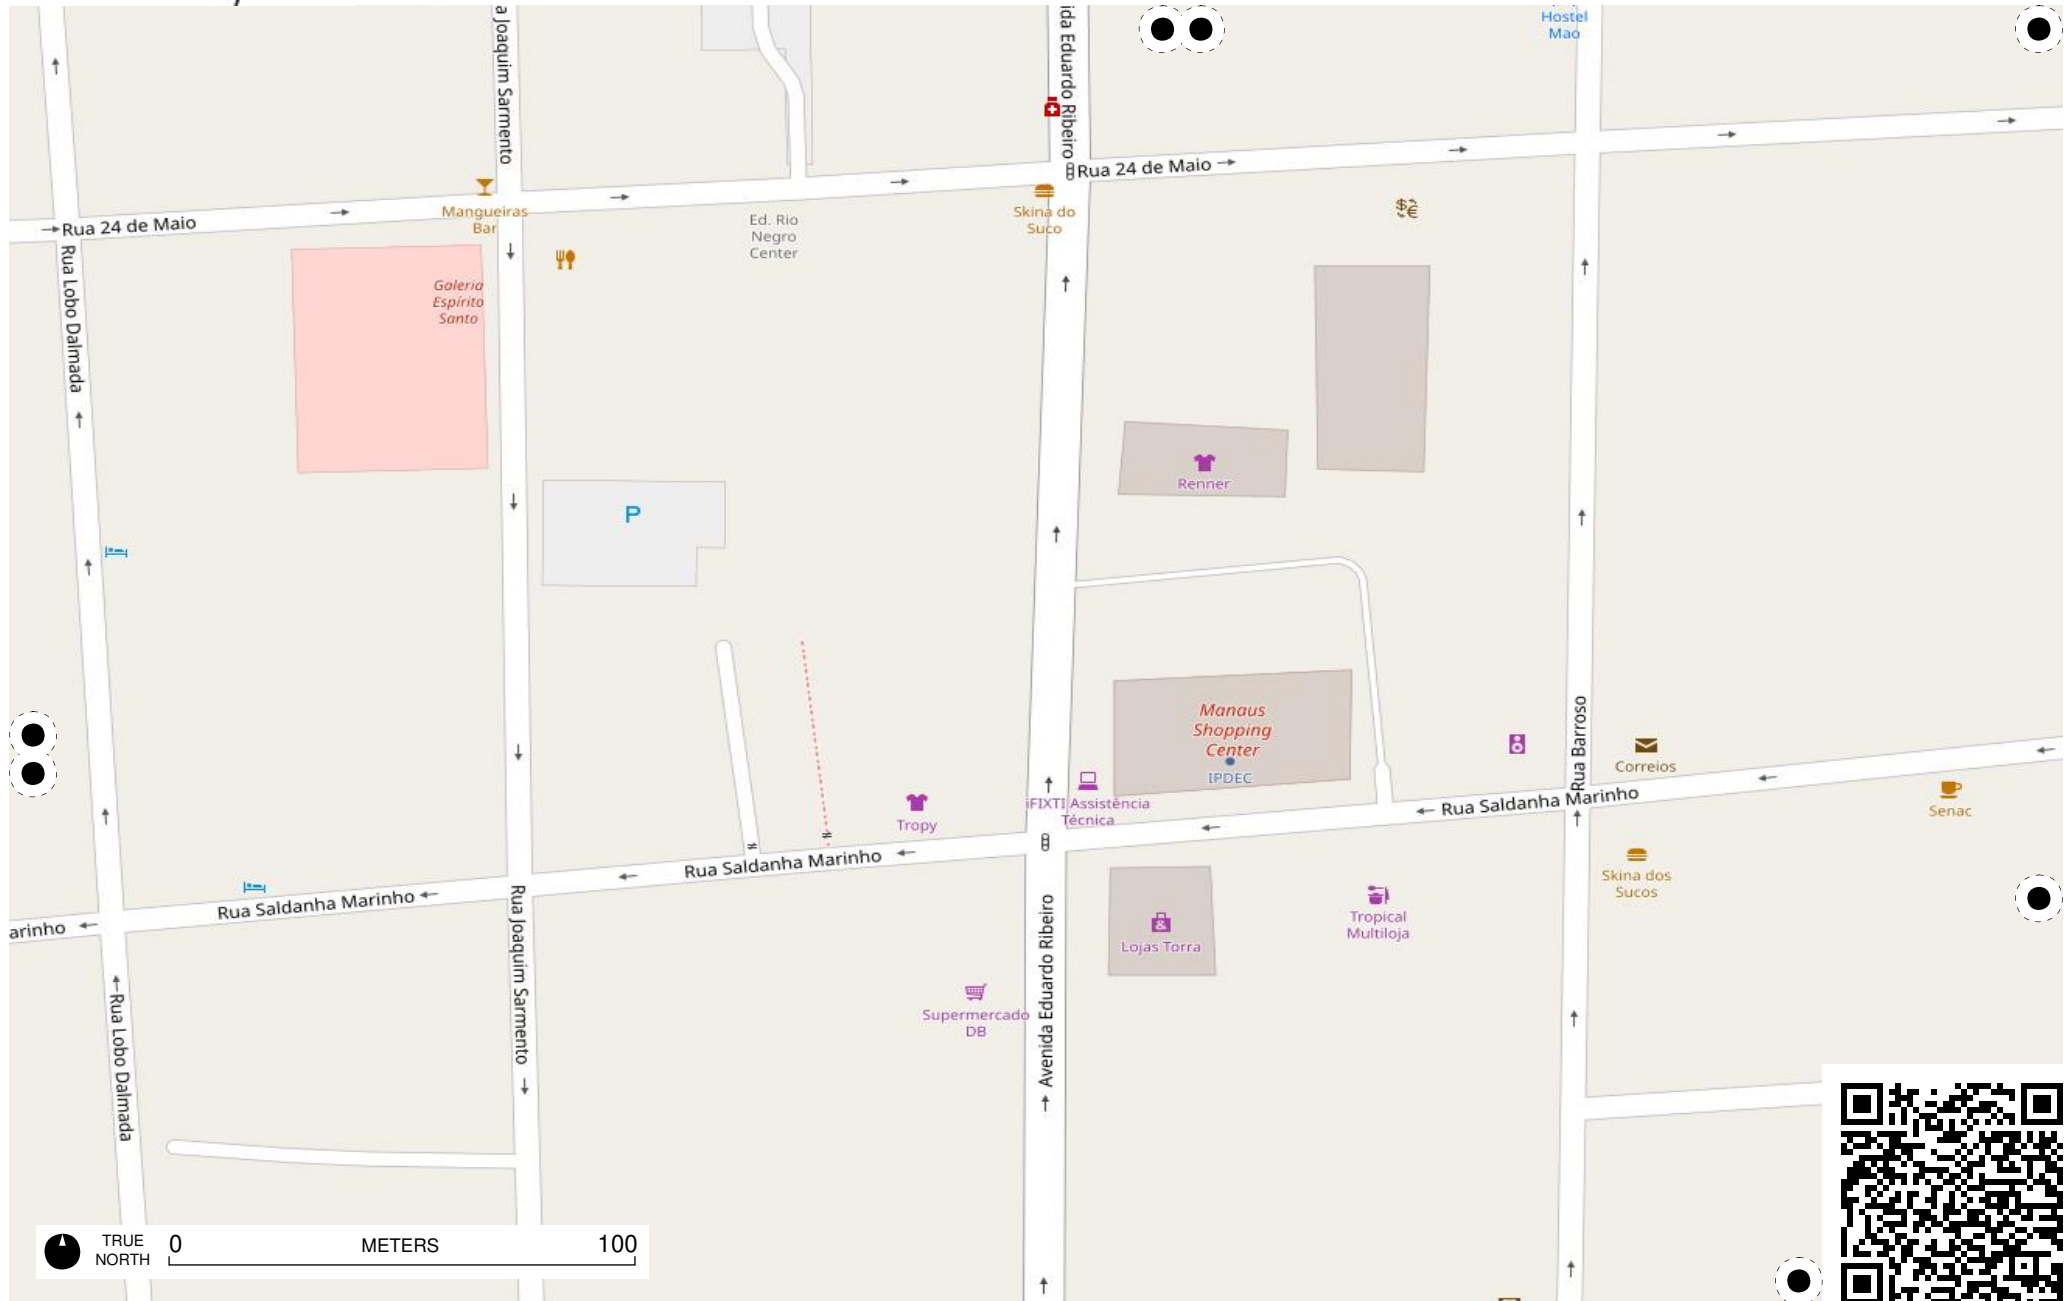 Hostel
Mao
a Joaquim Sarmento
ida Eduardo Ribeiro
Rua 24 de Maio
Mangueiras
Bar
Ed. Rio
Negro
Center
Skina do
Suco
$€
Rua 24 de Maio
Rua Lobo Dalmada
Galeria
Espírito
Santo
Renner
P
Manaus
Shopping
Center
IPDEC
Rua Barroso
Correios
iFIXTI Assistência
Técnica
Tropy
Rua Saldanha Marinho
Senac
Rua Saldanha Marinho
Rua Saldanha Marinho
arinho
Skina dos
Sucos
Tropical
Multiloja
&
Lojas Torra
Supermercado
DB
Rua Joaquim Sarmento
Avenida Eduardo Ribeiro
Rua Lobo Dalmada
TRUE
NORTH
0 METERS 100